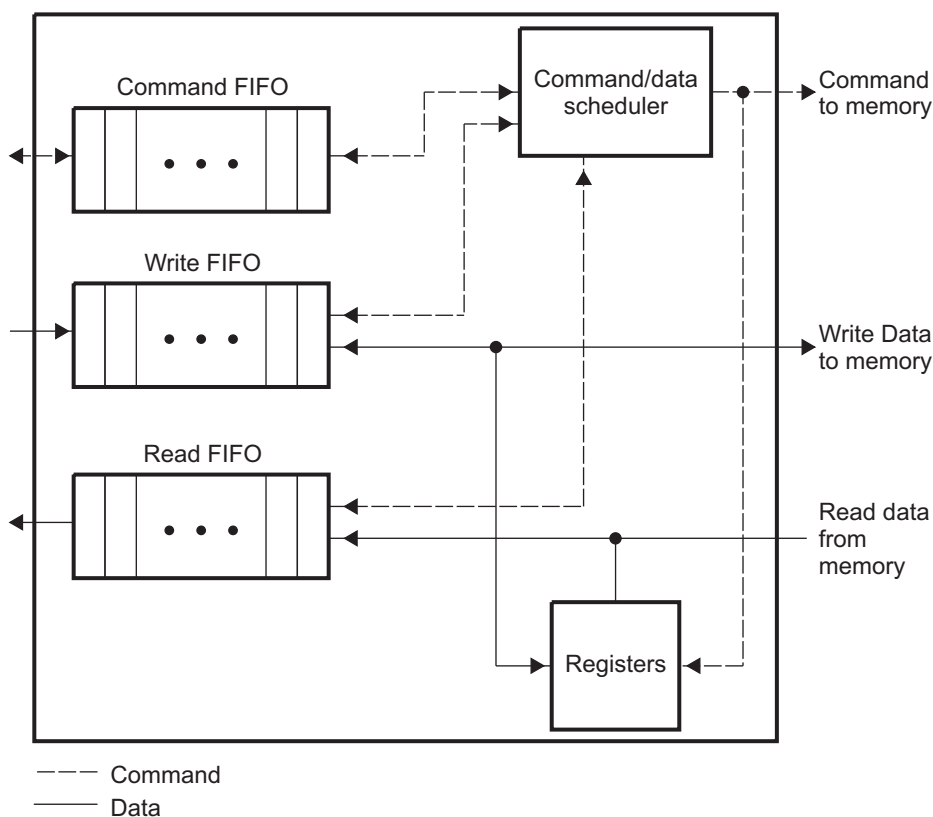 Command FIFO
Command/data
scheduler
Command
to memory
Write FIFO
Write Data
to memory
Read FIFO
Read data
from
memory
Registers
Command
Data